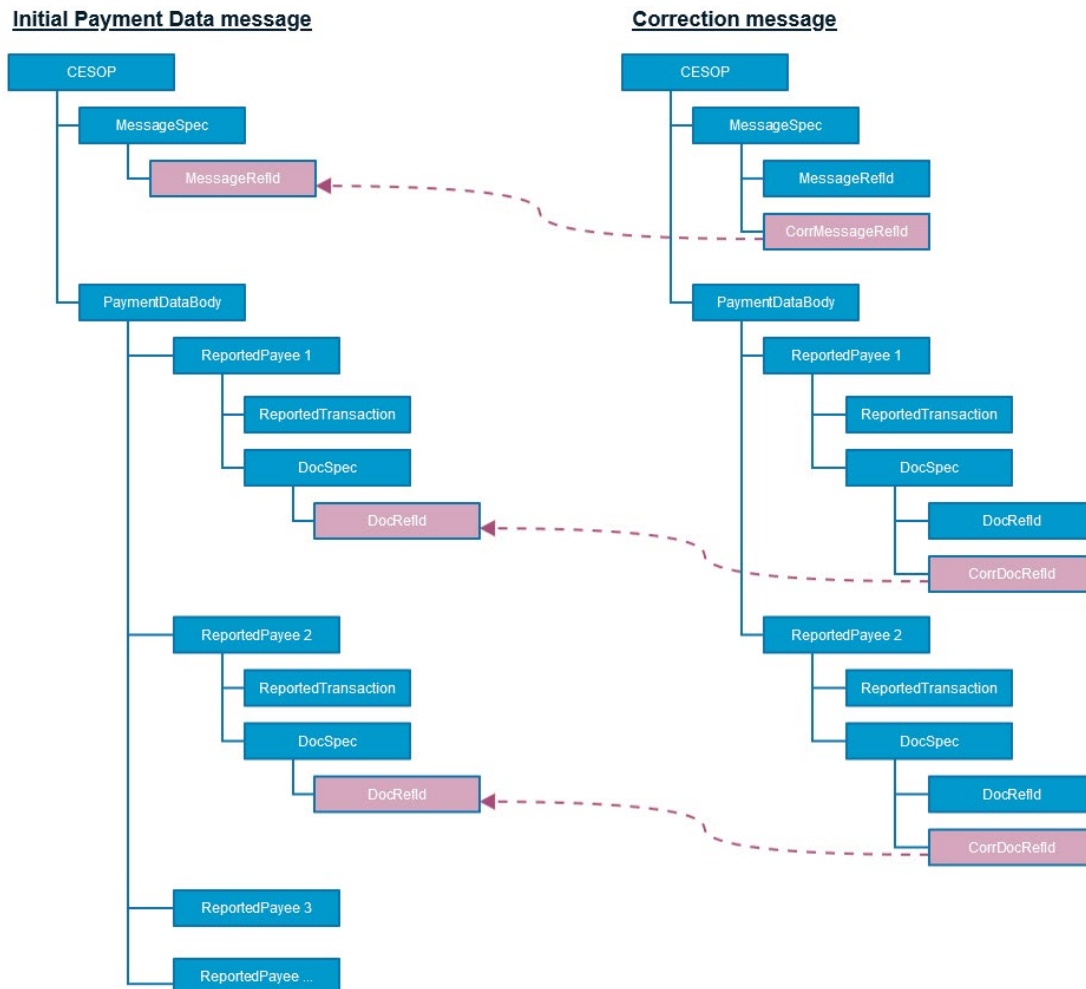 Initial Payment Data message
CESOP
MessageSpec
MessageRefId
PaymentDataBody
ReportedPayee 1
ReportedTransaction
DocSpec
DocRefId
ReportedPayee 2
ReportedTransaction
DocSpec
DocRefId
ReportedPayee 3
ReportedPayee ...
Correction message
CESOP
MessageSpec
MessageRefId
CorrMessageRefId
PaymentDataBody
ReportedPayee 1
ReportedTransaction
DocSpec
DocRefId
CorrDocRefId
ReportedPayee 2
ReportedTransaction
DocSpec
DocRefId
CorrDocRefId